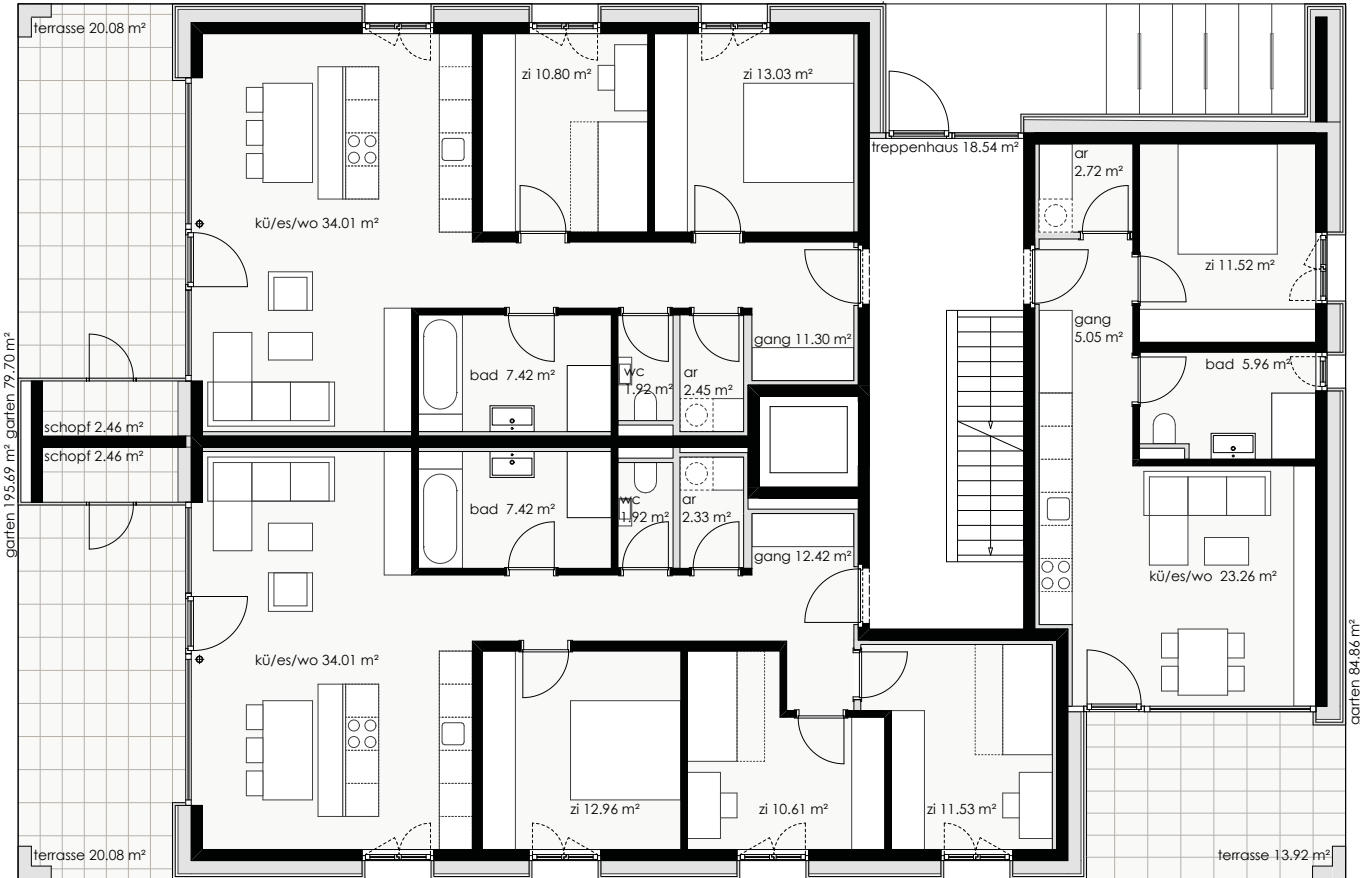 terrasse 20.08 m²
zi 10.80 m²
zi 13.03 m²
treppenhaus 18.54 m²
ar
2.72 m²
kü/es/wo 34.01 m²
zi 11.52 m²
gang
5.05 m²
gang 11.30 m²
bad 7.42 m²
wc
1.92 m²
ar
2.45 m²
bad 5.96 m²
garten 195.69 m² garten 79.70 m²
schopf 2.46 m²
schopf 2.46 m²
bad 7.42 m²
wc
1.92 m²
ar
2.33 m²
gang 12.42 m²
kü/es/wo 23.26 m²
kü/es/wo 34.01 m²
garten 84.86 m²
zi 12.96 m²
zi 10.61 m²
zi 11.53 m²
terrasse 20.08 m²
terrasse 13.92 m²